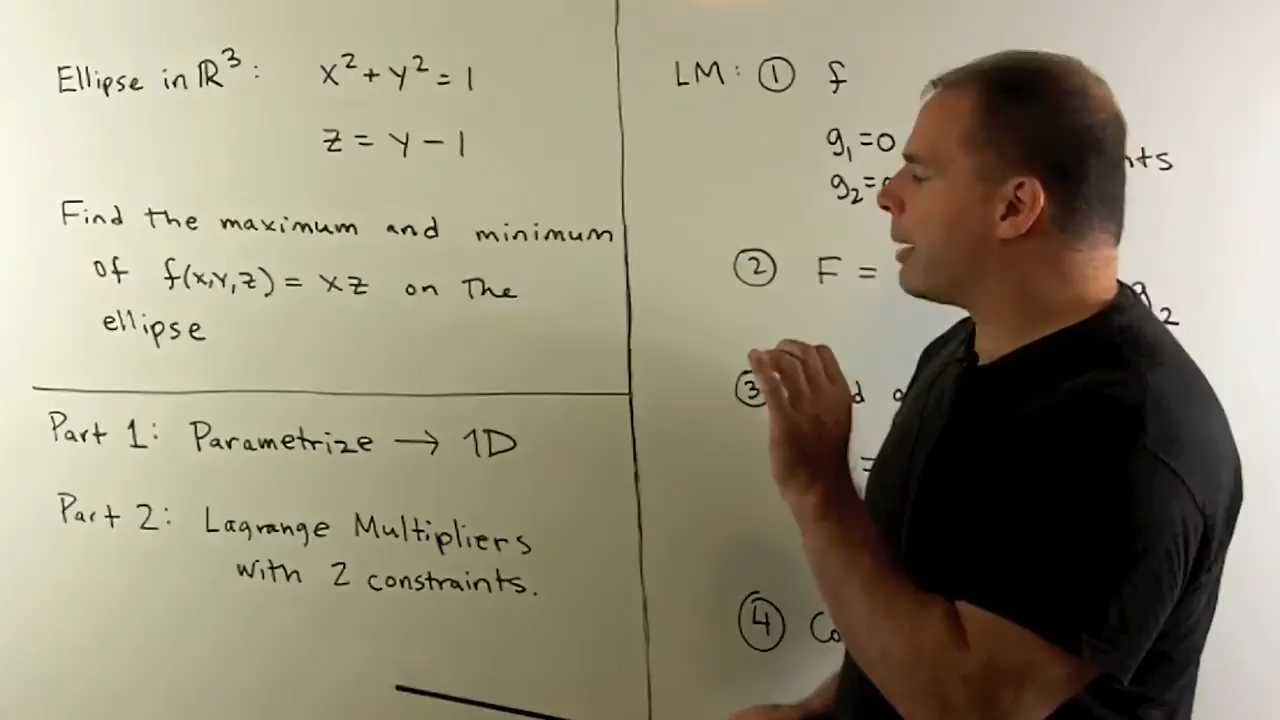 Ellipse in ℝ³: x² + y² = 1
z = y − 1
Find the maximum and minimum
of f(x,y,z) = xz on the
ellipse
Part 1: Parametrize → 1D
Part 2: Lagrange Multipliers
with 2 constraints.
LM: ① f
g₁=0
g₂=
② F =
③
=
④ Co